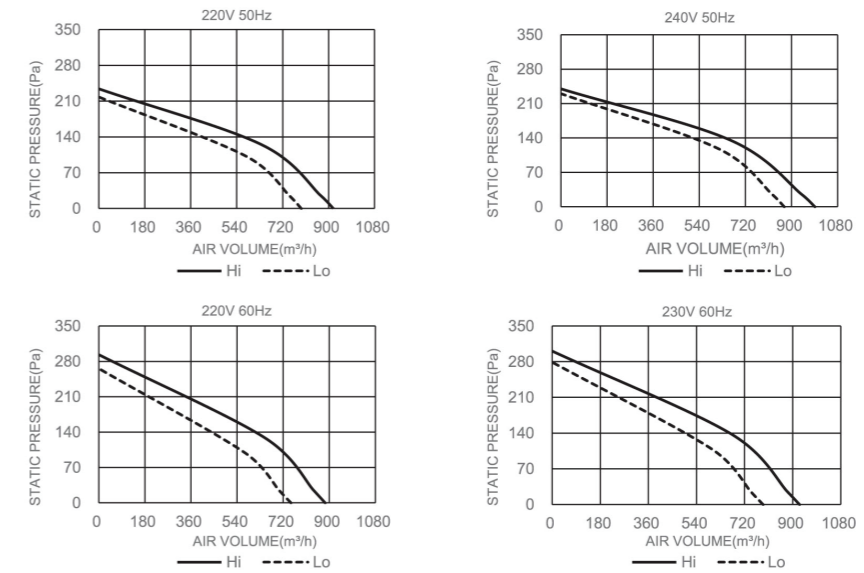 220V 50Hz
STATIC PRESSURE(Pa)
350
280
210
140
70
0
0 180 360 540 720 900 1080
AIR VOLUME(m³/h)
Hi Lo
240V 50Hz
STATIC PRESSURE(Pa)
350
280
210
140
70
0
0 180 360 540 720 900 1080
AIR VOLUME(m³/h)
Hi Lo
220V 60Hz
STATIC PRESSURE(Pa)
350
280
210
140
70
0
0 180 360 540 720 900 1080
AIR VOLUME(m³/h)
Hi Lo
230V 60Hz
STATIC PRESSURE(Pa)
350
280
210
140
70
0
0 180 360 540 720 900 1080
AIR VOLUME(m³/h)
Hi Lo